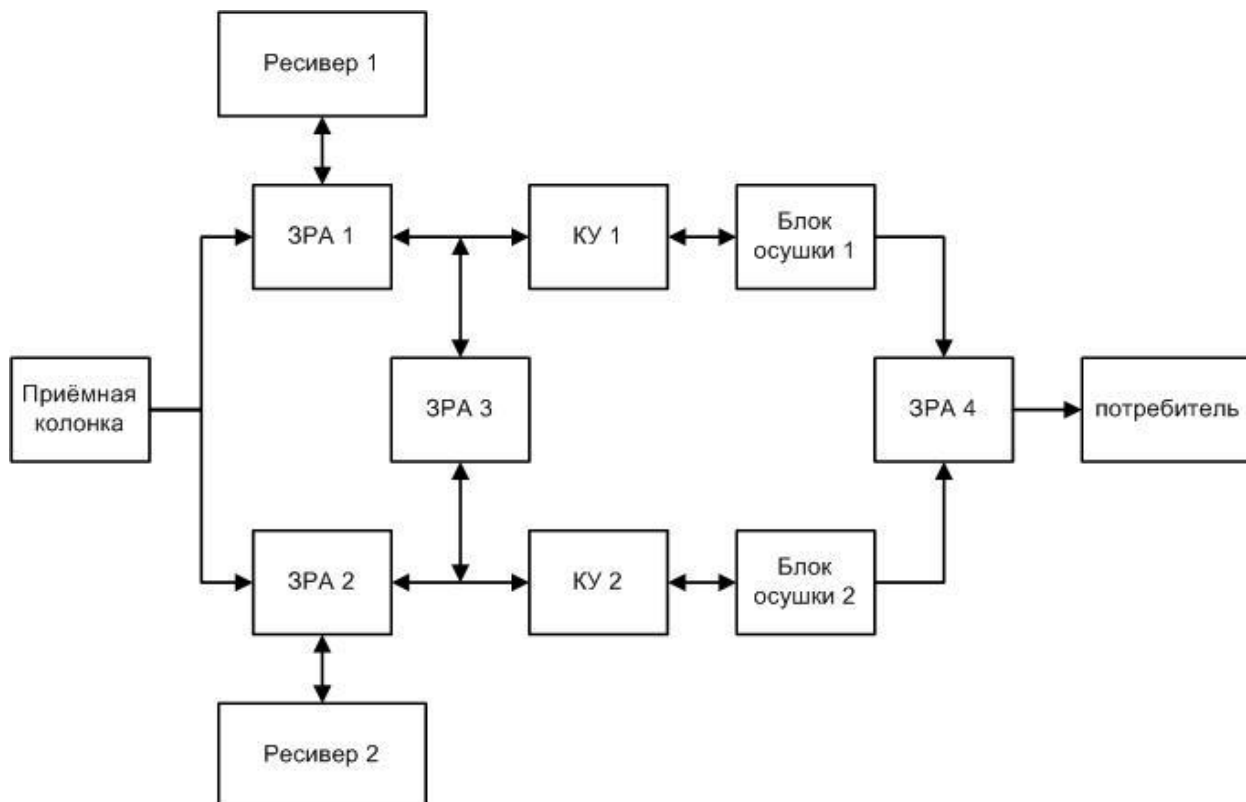 Ресивер 1
ЗРА 1
КУ 1
Блок
осушки 1
Приёмная
колонка
ЗРА 3
ЗРА 4
потребитель
ЗРА 2
КУ 2
Блок
осушки 2
Ресивер 2